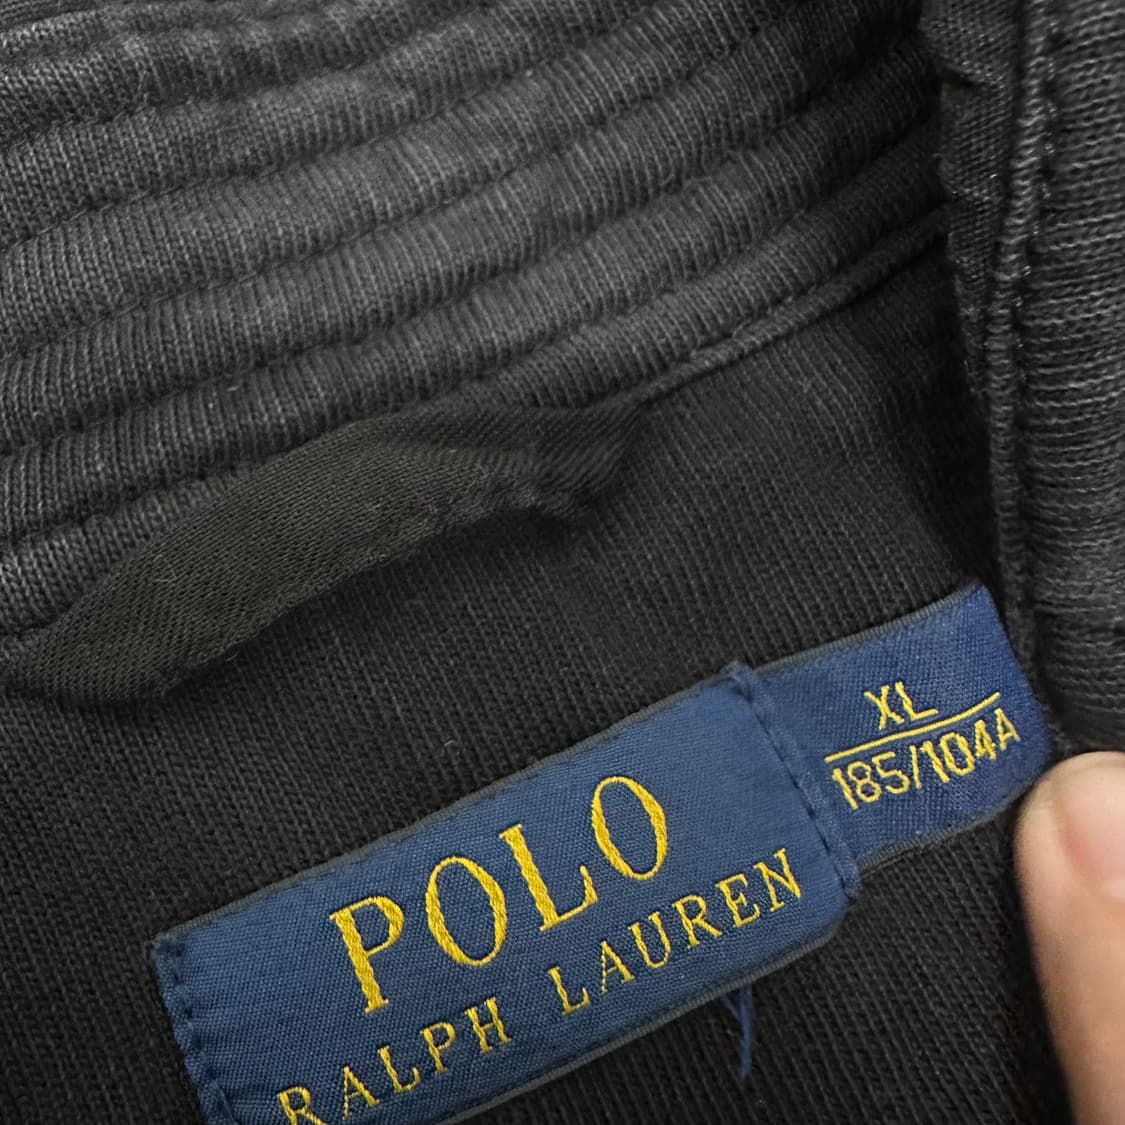 POLO
RALPH LAUREN
XL
185/104A